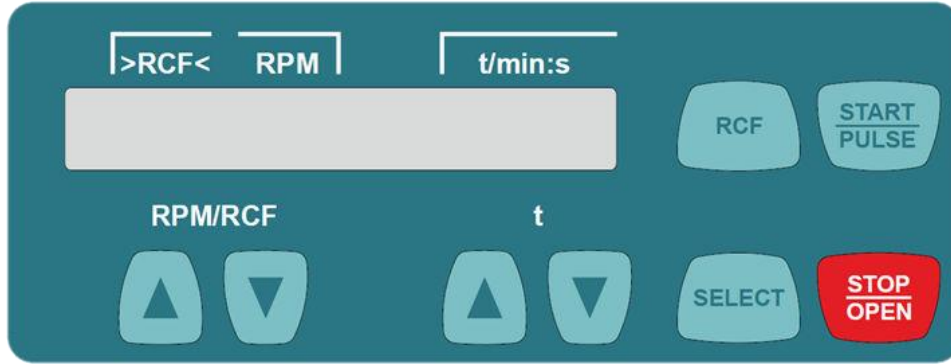 >RCF< RPM t/min:s
RCF
START
PULSE
RPM/RCF t
SELECT
STOP
OPEN